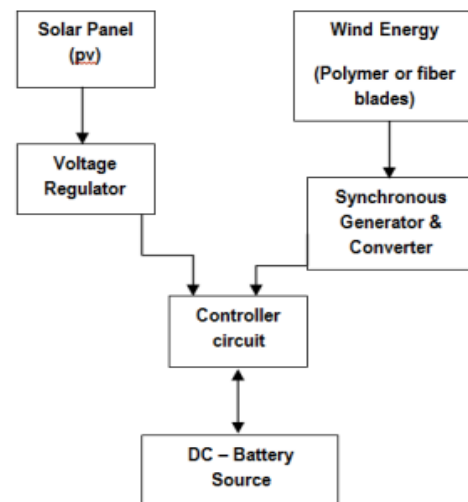 Solar Panel
(pv)
Wind Energy
(Polymer or fiber
blades)
Voltage
Regulator
Synchronous
Generator &
Converter
Controller
circuit
DC – Battery
Source